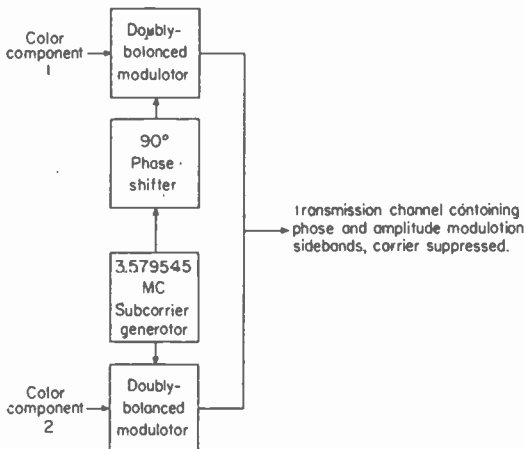 Doubly-
balanced
modulator
Color
component
1
90°
Phase
shifter
Transmission channel containing
phase and amplitude modulation
sidebands, carrier suppressed.
3.579545
MC
Subcarrier
generator
Doubly-
balanced
modulator
Color
component
2